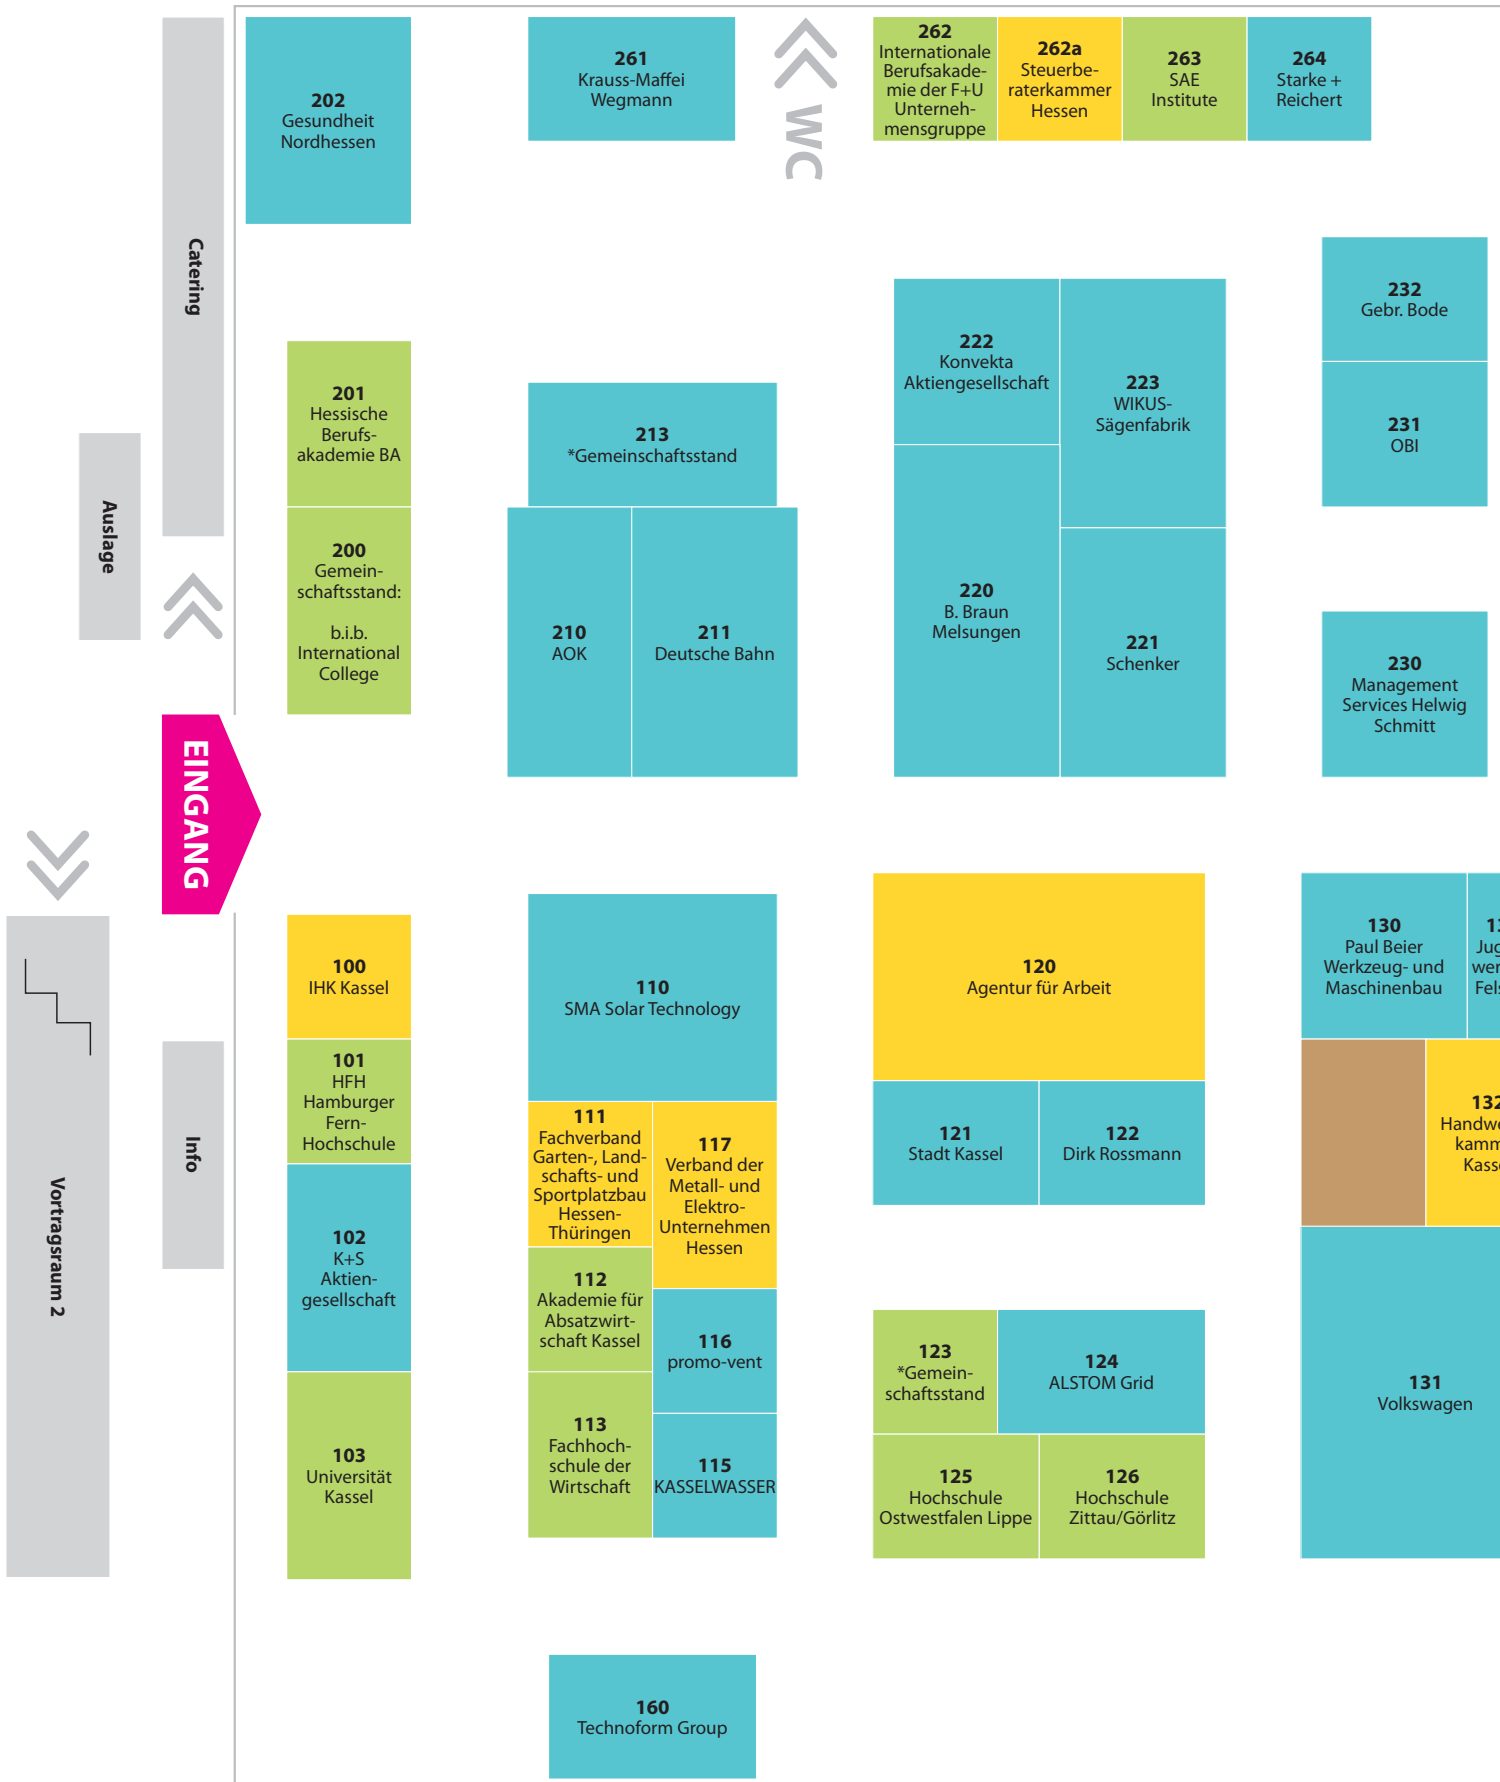 202
Gesundheit
Nordhessen
261
Krauss-Maffei
Wegmann
WC
262
Internationale
Berufsakade-
mie der F+U
Unterneh-
mensgruppe
262a
Steuerbe-
raterkammer
Hessen
263
SAE
Institute
264
Starke +
Reichert
Catering
Auslage
201
Hessische
Berufs-
akademie BA
200
Gemein-
schaftsstand:
b.i.b.
International
College
213
*Gemeinschaftsstand
210
AOK
211
Deutsche Bahn
222
Konvekta
Aktiengesellschaft
223
WIKUS-
Sägenfabrik
220
B. Braun
Melsungen
221
Schenker
232
Gebr. Bode
231
OBI
230
Management
Services Helwig
Schmitt
EINGANG
Vortragsraum 2
Info
100
IHK Kassel
101
HFH
Hamburger
Fern-
Hochschule
102
K+S
Aktien-
gesellschaft
103
Universität
Kassel
110
SMA Solar Technology
111
Fachverband
Garten-, Land-
schafts- und
Sportplatzbau
Hessen-
Thüringen
117
Verband der
Metall- und
Elektro-
Unternehmen
Hessen
112
Akademie für
Absatzwirt-
schaft Kassel
116
promo-vent
113
Fachhoch-
schule der
Wirtschaft
115
KASSELWASSER
120
Agentur für Arbeit
121
Stadt Kassel
122
Dirk Rossmann
123
*Gemein-
schaftsstand
124
ALSTOM Grid
125
Hochschule
Ostwestfalen Lippe
126
Hochschule
Zittau/Görlitz
130
Paul Beier
Werkzeug- und
Maschinenbau
132
131
Volkswagen
160
Technoform Group